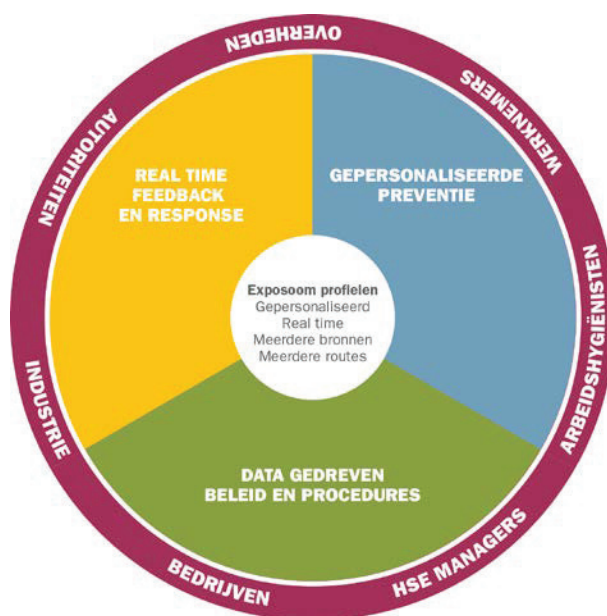 OVERHEDEN
WERKNEMERS
ARBEIDSHYGIËNISTEN
HSE MANAGERS
BEDRIJVEN
INDUSTRIE
AUTORITEITEN
REAL TIME
FEEDBACK
EN RESPONSE
GEPERSONALISEERDE
PREVENTIE
Exposoom profielen
Gepersonaliseerd
Real time
Meerdere bronnen
Meerdere routes
DATA GEDREVEN
BELEID EN PROCEDURES